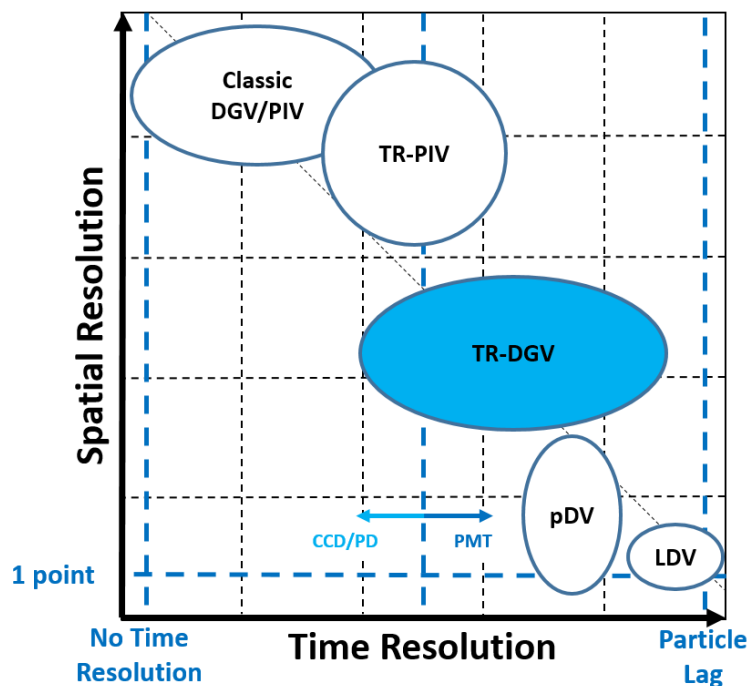 Classic
DGV/PIV
TR-PIV
TR-DGV
pDV
LDV
CCD/PD
PMT
Spatial Resolution
1 point
No Time
Resolution
Time Resolution
Particle
Lag